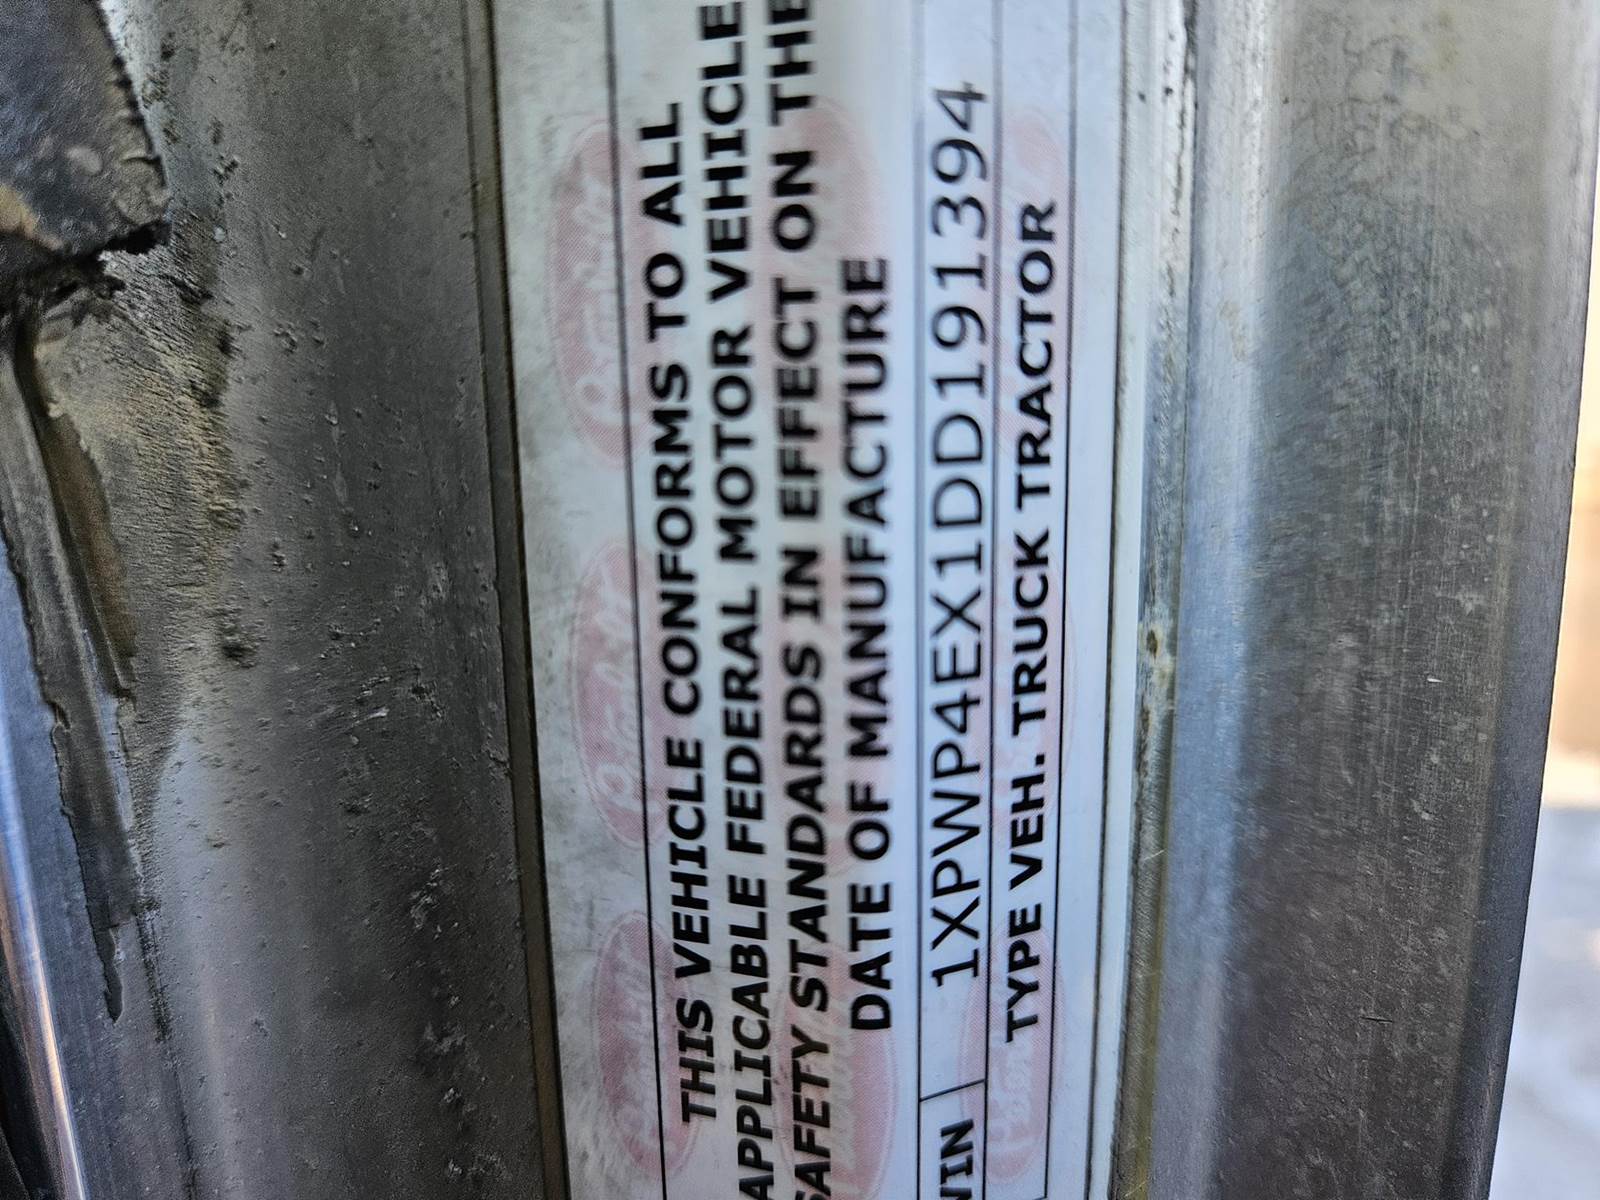 THIS VEHICLE CONFORMS TO ALL
APPLICABLE FEDERAL MOTOR VEHICLE
SAFETY STANDARDS IN EFFECT ON THE
DATE OF MANUFACTURE
VIN 1XPWP4EX1DD191394
TYPE VEH. TRUCK TRACTOR